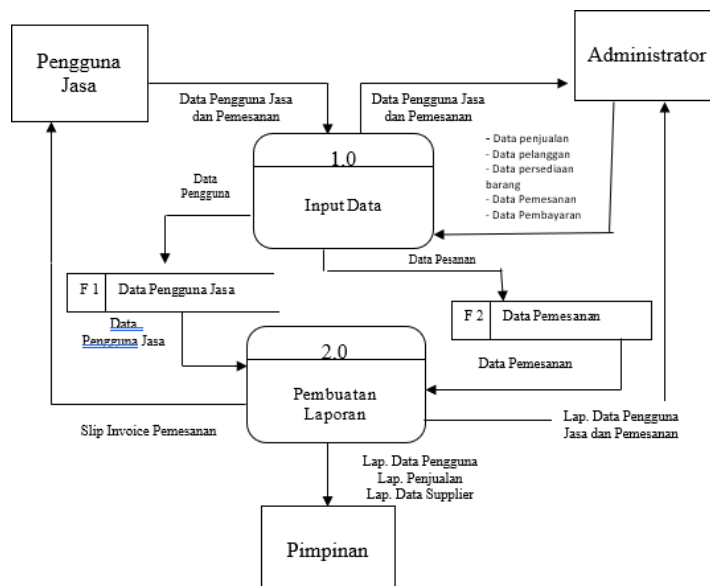 Pengguna
Jasa
Administrator
Data Pengguna Jasa
dan Pemesanan
Data Pengguna Jasa
dan Pemesanan
- Data penjualan
- Data pelanggan
- Data persediaan
barang
- Data Pemesanan
- Data Pembayaran
1.0
Input Data
Data
Pengguna
Data Pesanan
F 1
Data Pengguna Jasa
F 2
Data Pemesanan
Data
Pengguna Jasa
2.0
Pembuatan
Laporan
Data Pemesanan
Slip Invoice Pemesanan
Lap. Data Pengguna
Jasa dan Pemesanan
Lap. Data Pengguna
Lap. Penjualan
Lap. Data Supplier
Pimpinan